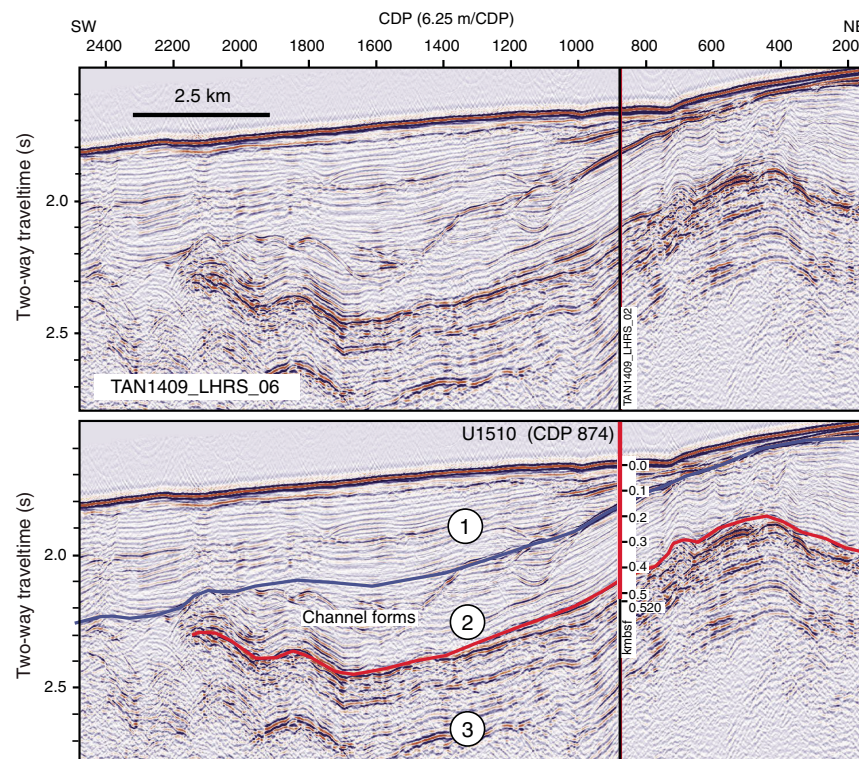 CDP (6.25 m/CDP)
SW
NE
2400 2200 2000 1800 1600 1400 1200 1000 800 600 400 200
2.5 km
Two-way traveltime (s)
2.0
2.5
TAN1409_LHRS_06
TAN1409_LHRS_02
U1510 (CDP 874)
Two-way traveltime (s)
2.0
2.5
0.0
0.1
0.2
0.3
0.4
0.5
0.520
kmbsf
1
2
Channel forms
3